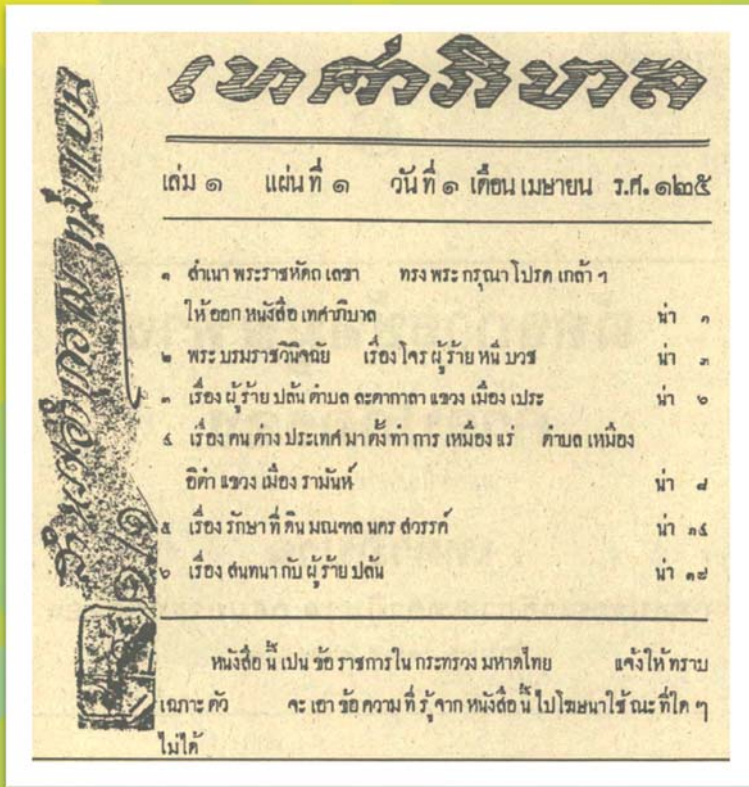 เทศาภิบาล
เล่ม ๑ แผ่นที่ ๑ วันที่ ๑ เดือนเมษายน ร.ศ. ๑๒๕
๑ สำเนาพระราชหัตถเลขา ทรงพระกรุณาโปรดเกล้า ฯ
ให้ออกหนังสือเทศาภิบาล น่า ๑
๒ พระบรมราชวินิจฉัย เรื่องโจรผู้ร้ายหนีบวช น่า ๓
๓ เรื่องผู้ร้ายปล้นตำบลละคากาลาแขวงเมืองเประ น่า ๖
๔ เรื่องคนต่างประเทศมาตั้งทำการเหมืองแร่ ตำบลเหมือง
อิตำแขวงเมืองรามันห์ น่า ๘
๕ เรื่องรักษาที่ดินมณฑลนครสวรรค์ น่า ๑๔
๖ เรื่องสนทนากับผู้ร้ายปล้น น่า ๑๙
หนังสือนี้เปนข้อราชการในกระทรวงมหาดไทย แจ้งให้ทราบ
เฉภาะตัว จะเอาข้อความที่รู้จากหนังสือนี้ไปโฆษนาใช้ณะที่ใด ๆ
ไม่ได้